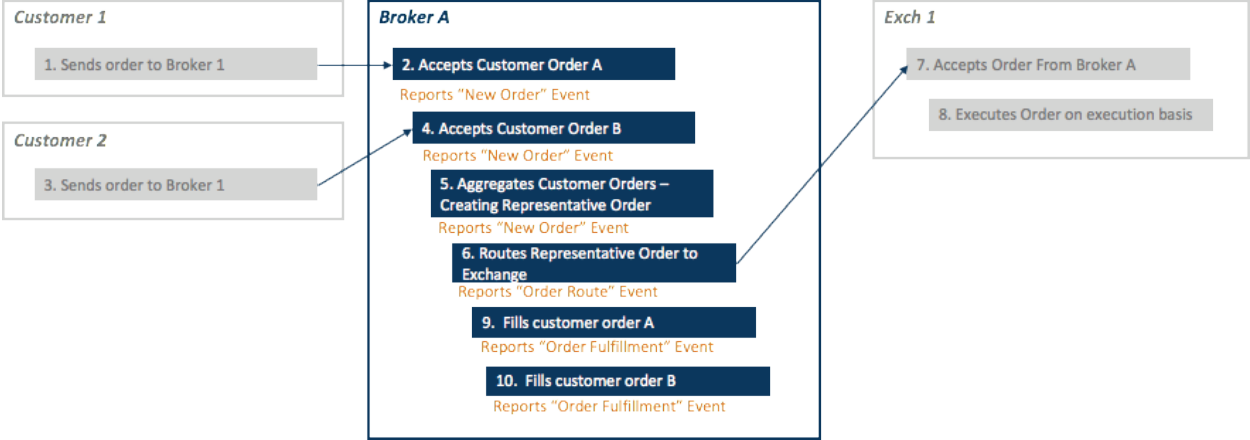 Customer 1
1. Sends order to Broker 1
Customer 2
3. Sends order to Broker 1
Broker A
2. Accepts Customer Order A
Reports “New Order” Event
4. Accepts Customer Order B
Reports “New Order” Event
5. Aggregates Customer Orders –
Creating Representative Order
Reports “New Order” Event
6. Routes Representative Order to
Exchange
Reports “Order Route” Event
9. Fills customer order A
Reports “Order Fulfillment” Event
10. Fills customer order B
Reports “Order Fulfillment” Event
Exch 1
7. Accepts Order From Broker A
8. Executes Order on execution basis